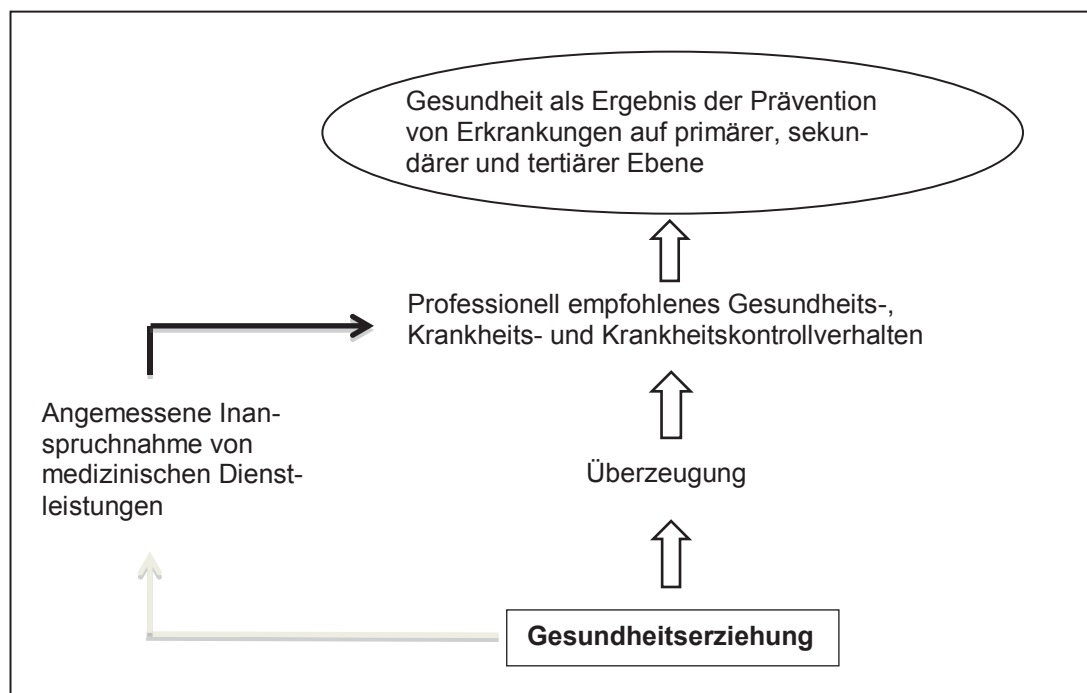 Gesundheit als Ergebnis der Prävention
von Erkrankungen auf primärer, sekun-
därer und tertiärer Ebene
Professionell empfohlenes Gesundheits-,
Krankheits- und Krankheitskontrollverhalten
Angemessene Inan-
spruchnahme von
medizinischen Dienst-
leistungen
Überzeugung
Gesundheitserziehung